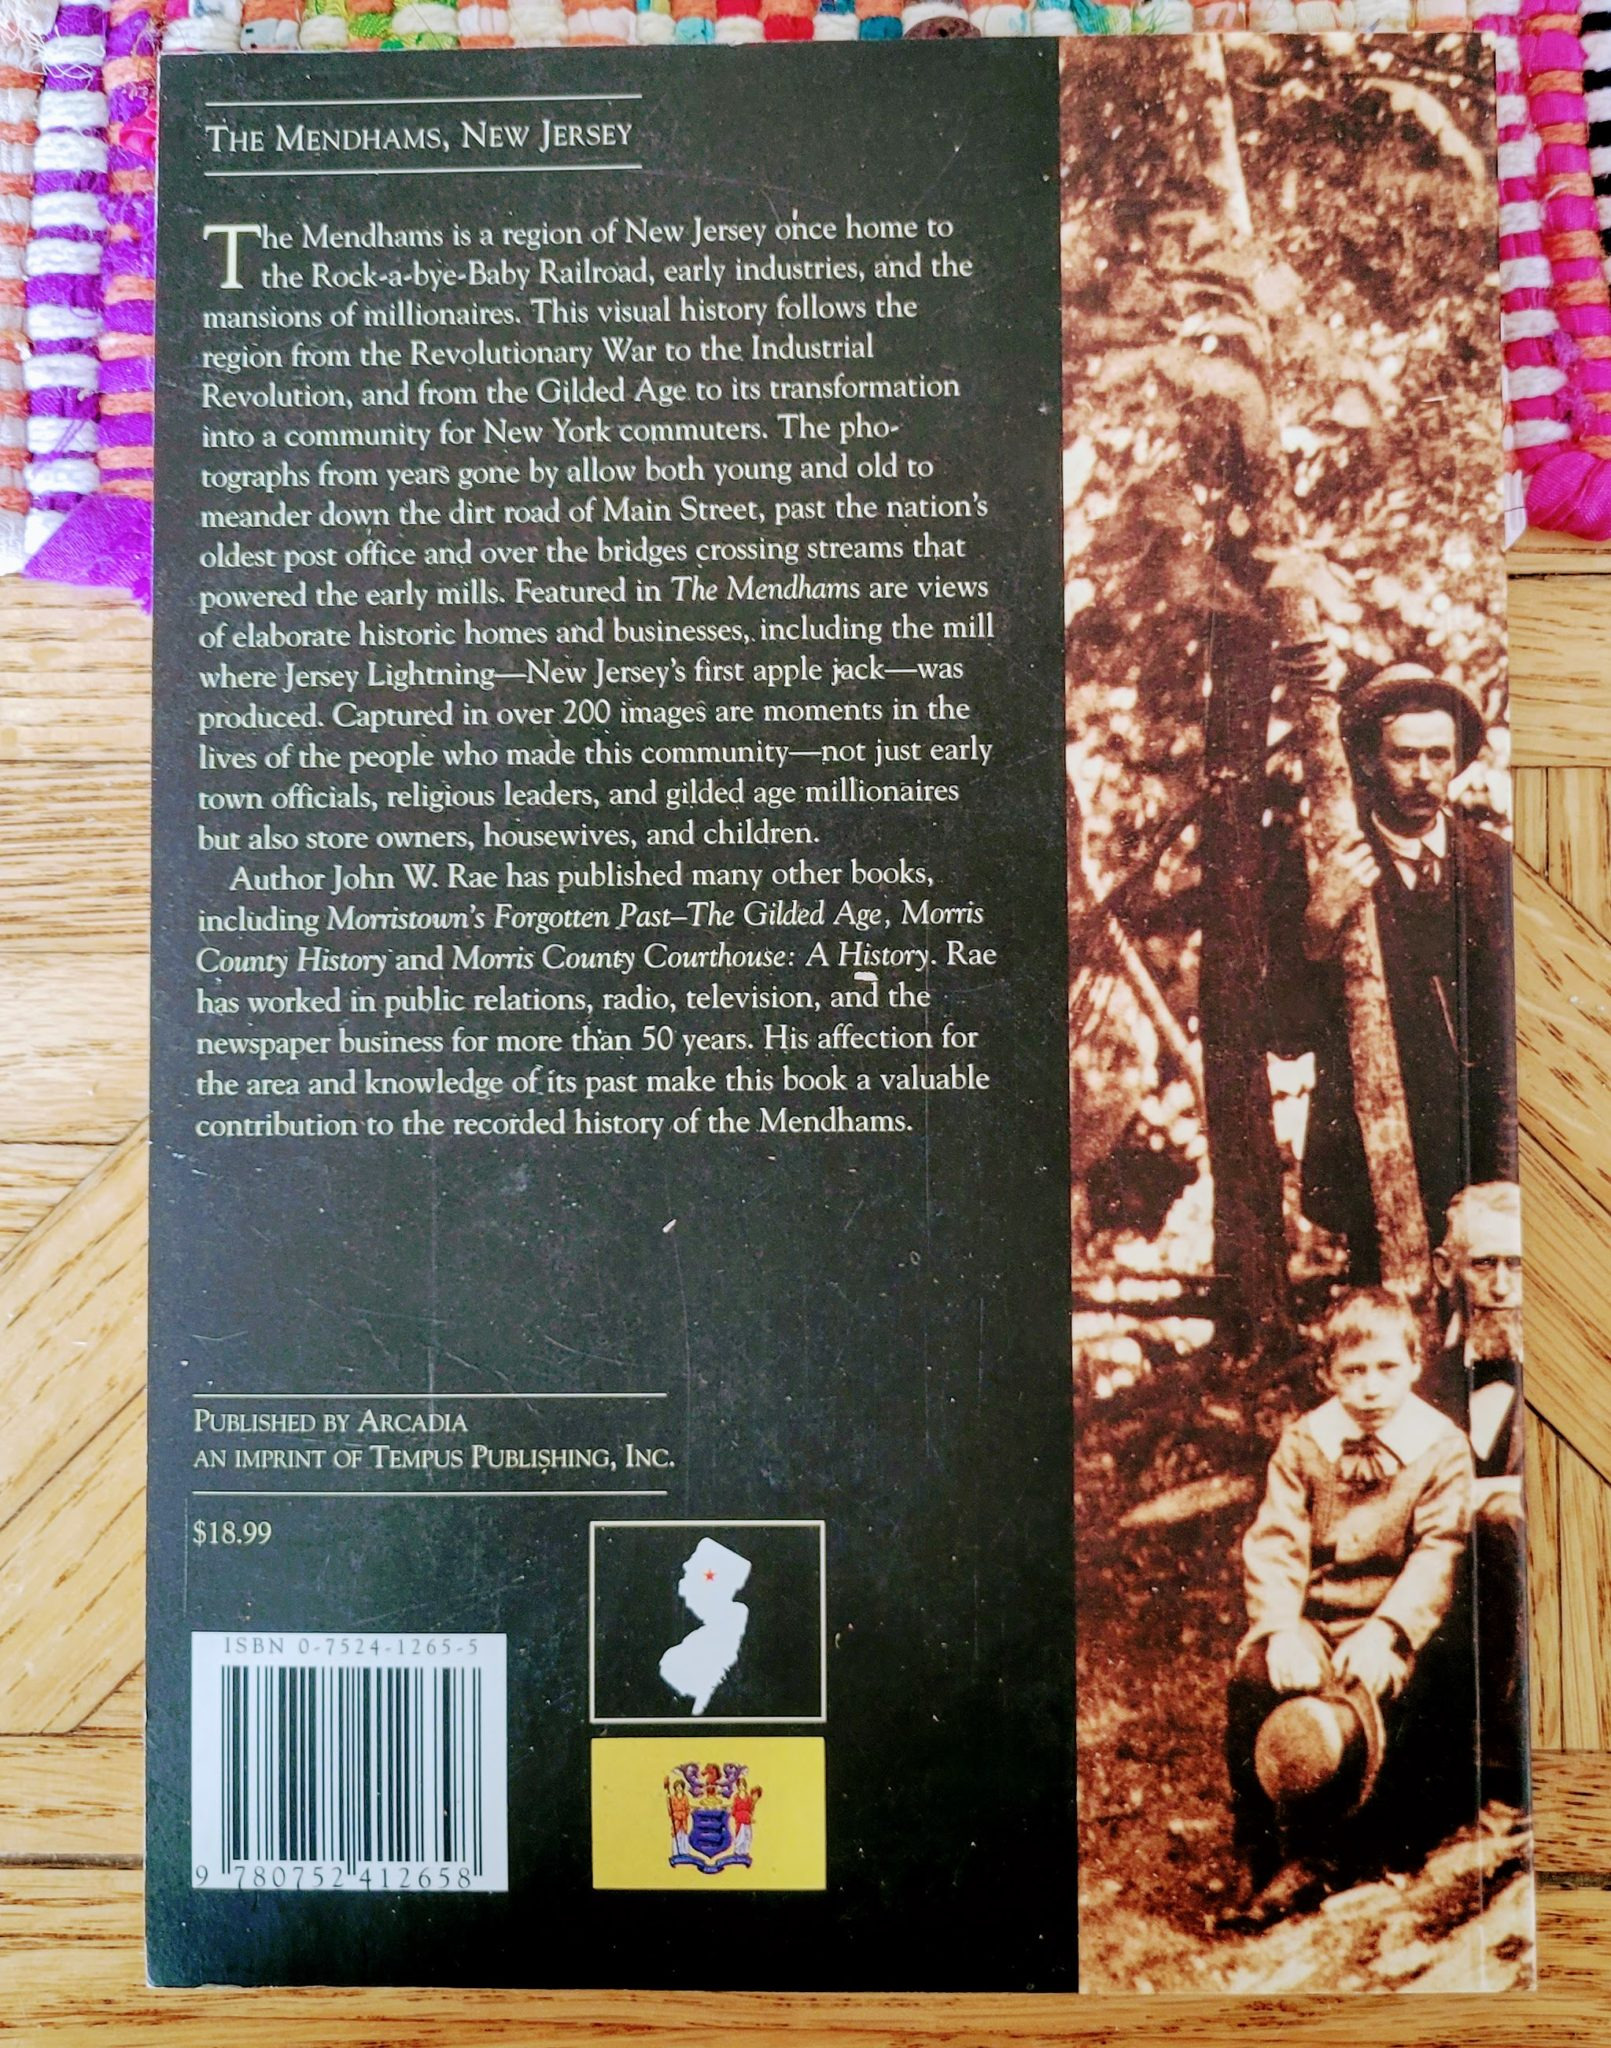 THE MENDHAMS, NEW JERSEY
The Mendhams is a region of New Jersey once home to
the Rock-a-bye-Baby Railroad, early industries, and the
mansions of millionaires. This visual history follows the
region from the Revolutionary War to the Industrial
Revolution, and from the Gilded Age to its transformation
into a community for New York commuters. The pho-
tographs from years gone by allow both young and old to
meander down the dirt road of Main Street, past the nation's
oldest post office and over the bridges crossing streams that
powered the early mills. Featured in The Mendhams are views
of elaborate historic homes and businesses, including the mill
where Jersey Lightning—New Jersey's first apple jack—was
produced. Captured in over 200 images are moments in the
lives of the people who made this community—not just early
town officials, religious leaders, and gilded age millionaires
but also store owners, housewives, and children.
Author John W. Rae has published many other books,
including Morristown's Forgotten Past–The Gilded Age, Morris
County History and Morris County Courthouse: A History. Rae
has worked in public relations, radio, television, and the
newspaper business for more than 50 years. His affection for
the area and knowledge of its past make this book a valuable
contribution to the recorded history of the Mendhams.
PUBLISHED BY ARCADIA
AN IMPRINT OF TEMPUS PUBLISHING, INC.
$18.99
ISBN 0-7524-1265-5
9 780752 412658